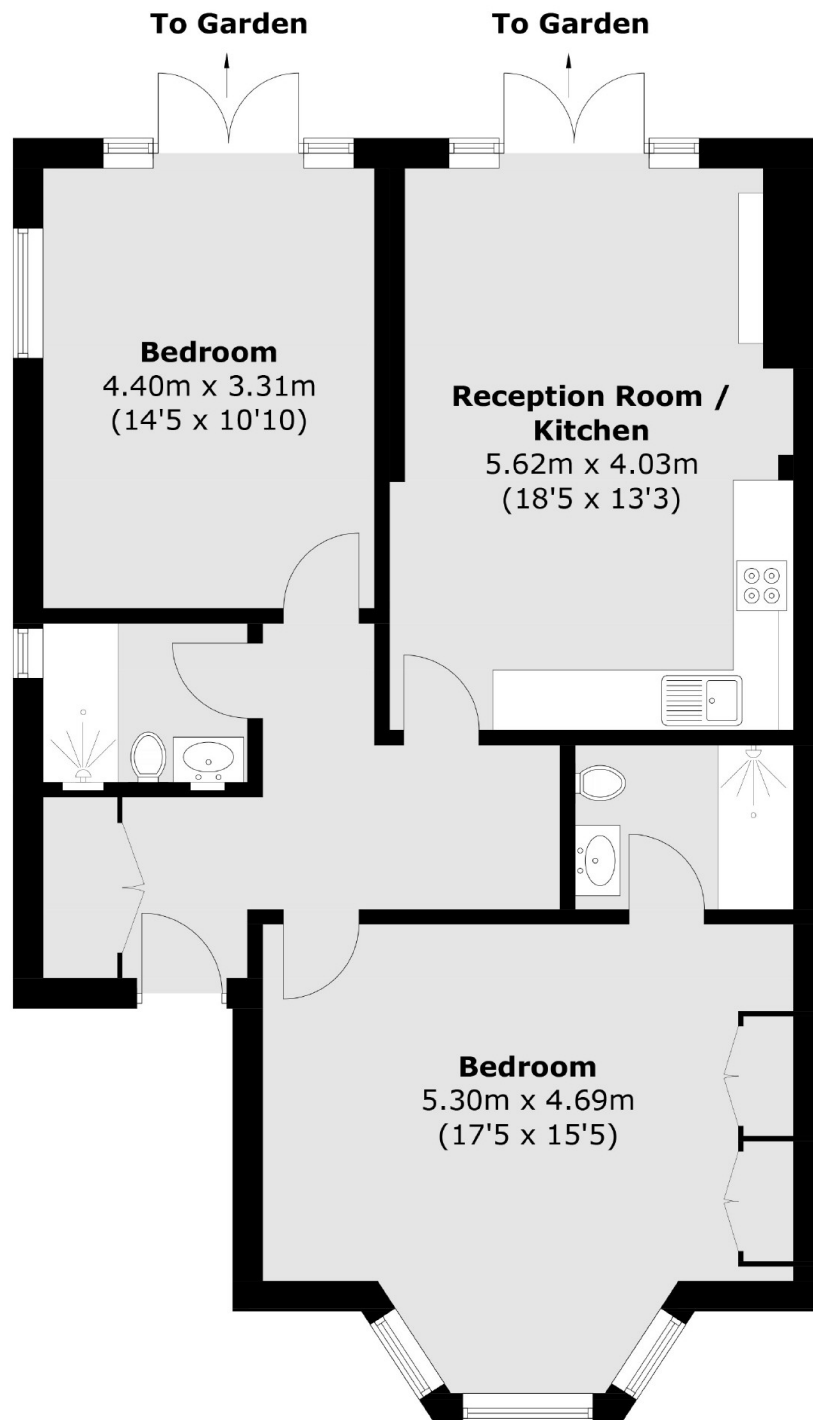 To Garden
To Garden
Bedroom
4.40m x 3.31m
(14'5 x 10'10)
Reception Room /
Kitchen
5.62m x 4.03m
(18'5 x 13'3)
Bedroom
5.30m x 4.69m
(17'5 x 15'5)